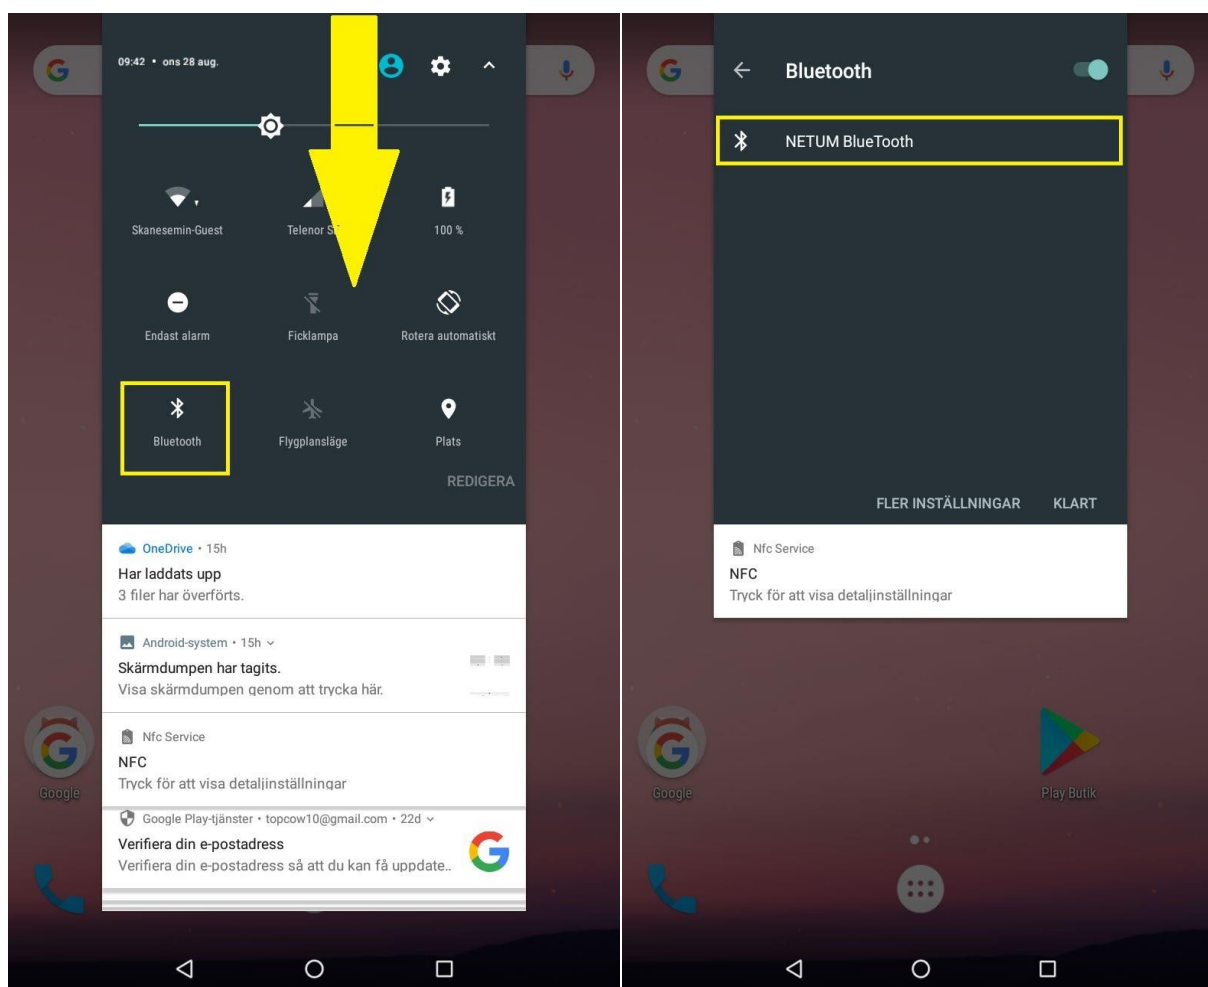 09:42 • ons 28 aug.
Skanesemin-Guest
Telenor S
100 %
Endast alarm
Ficklampa
Rotera automatiskt
Bluetooth
Flygplansläge
Plats
REDIGERA
OneDrive • 15h
Har laddats upp
3 filer har överförts.
Android-system • 15h
Skärmdumpen har tagits.
Visa skärmdumpen genom att trycka här.
Nfc Service
NFC
Tryck för att visa detaljinställningar
Google Play-tjänster • topcow10@gmail.com • 22d
Verifiera din e-postadress
Verifiera din e-postadress så att du kan få uppdate..
Google
Bluetooth
NETUM BlueTooth
FLER INSTÄLLNINGAR
KLART
Nfc Service
NFC
Tryck för att visa detaljinställningar
Google
Play Butik